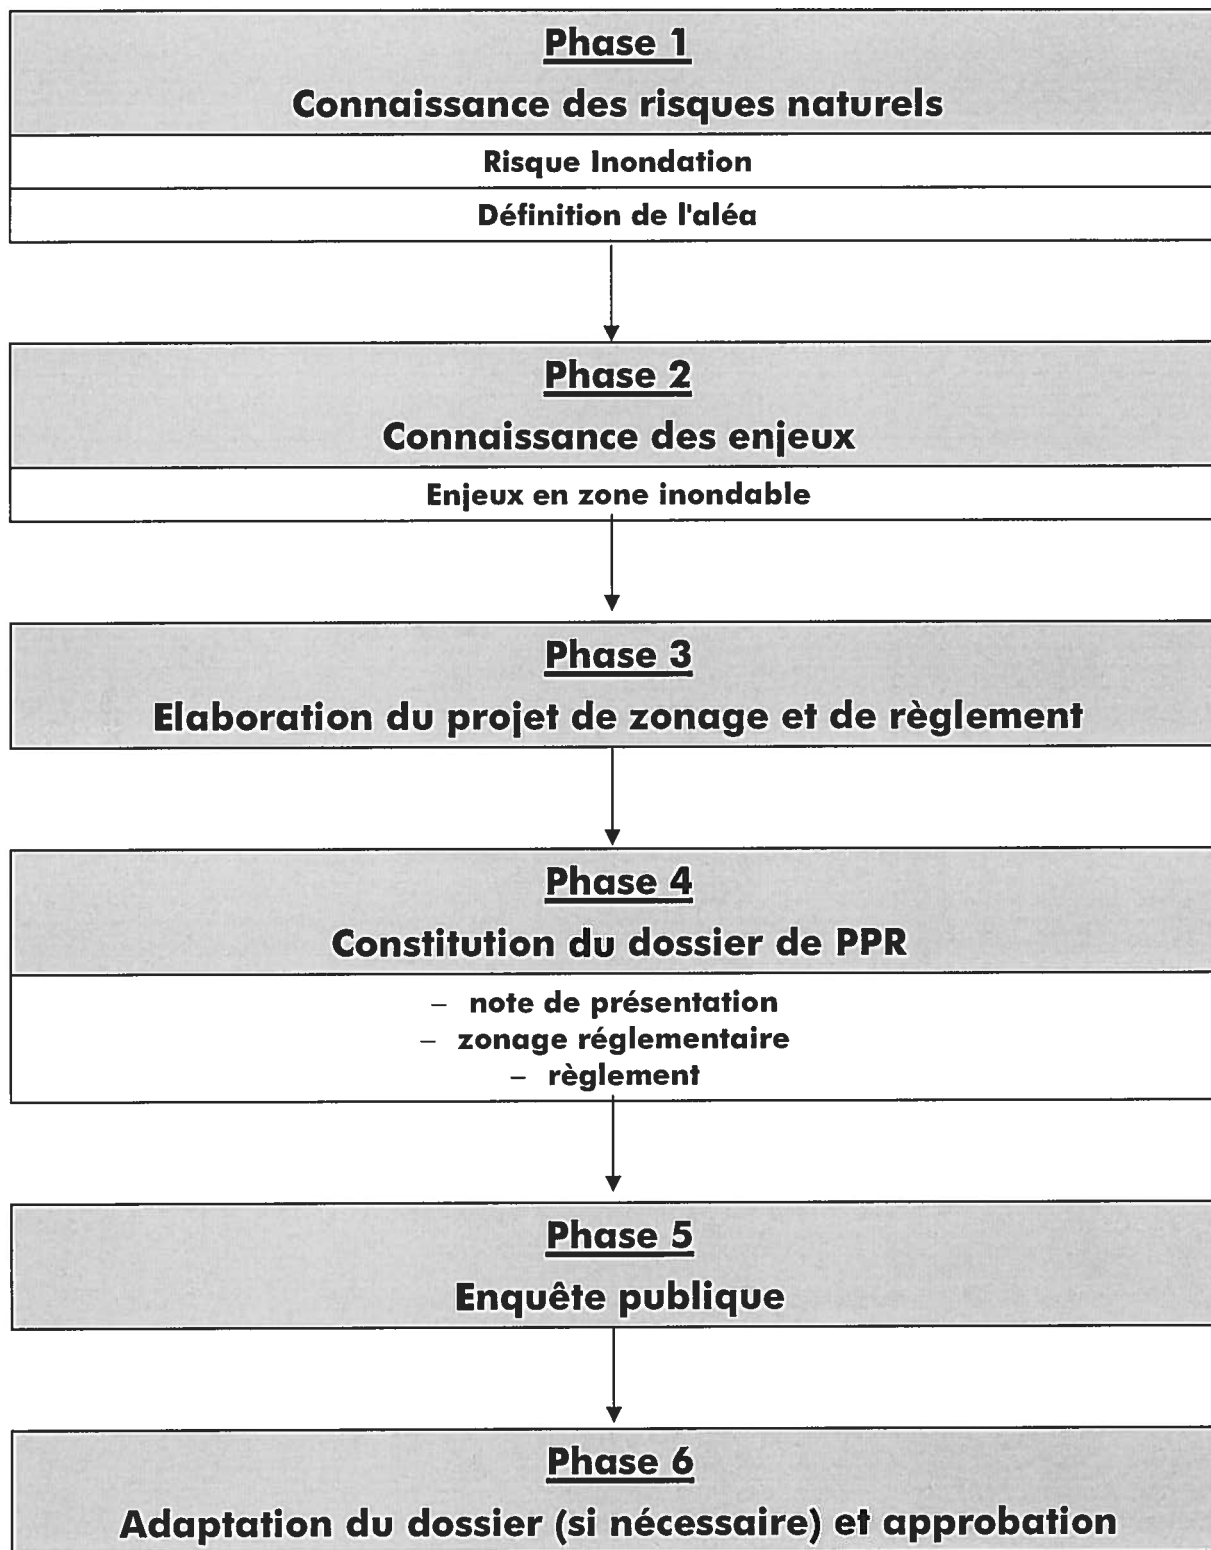 Phase 1
Connaissance des risques naturels
Risque Inondation
Définition de l'aléa
Phase 2
Connaissance des enjeux
Enjeux en zone inondable
Phase 3
Elaboration du projet de zonage et de règlement
Phase 4
Constitution du dossier de PPR
– note de présentation
– zonage réglementaire
– règlement
Phase 5
Enquête publique
Phase 6
Adaptation du dossier (si nécessaire) et approbation